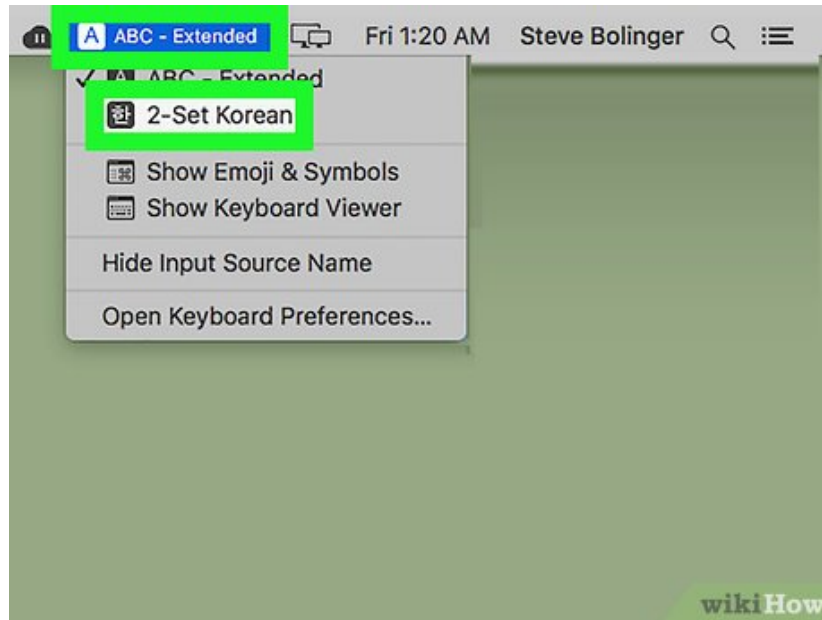 A ABC - Extended Fri 1:20 AM Steve Bolinger
A ABC - Extended
한 2-Set Korean
Show Emoji & Symbols
Show Keyboard Viewer
Hide Input Source Name
Open Keyboard Preferences...
wikiHow